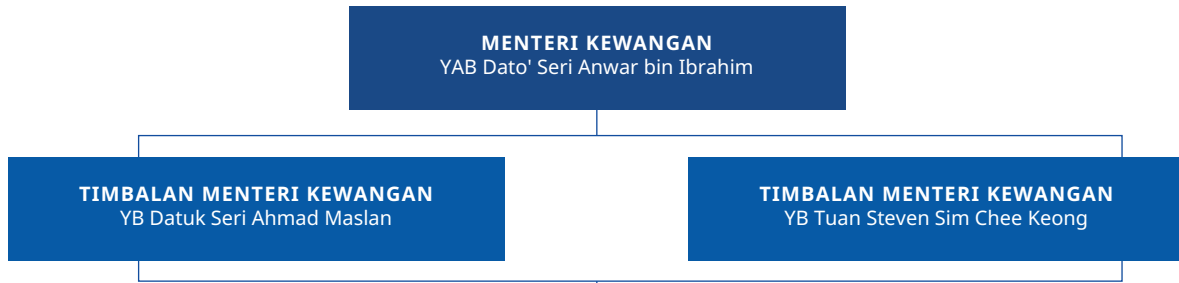 MENTERI KEWANGAN
YAB Dato' Seri Anwar bin Ibrahim
TIMBALAN MENTERI KEWANGAN
YB Datuk Seri Ahmad Maslan
TIMBALAN MENTERI KEWANGAN
YB Tuan Steven Sim Chee Keong